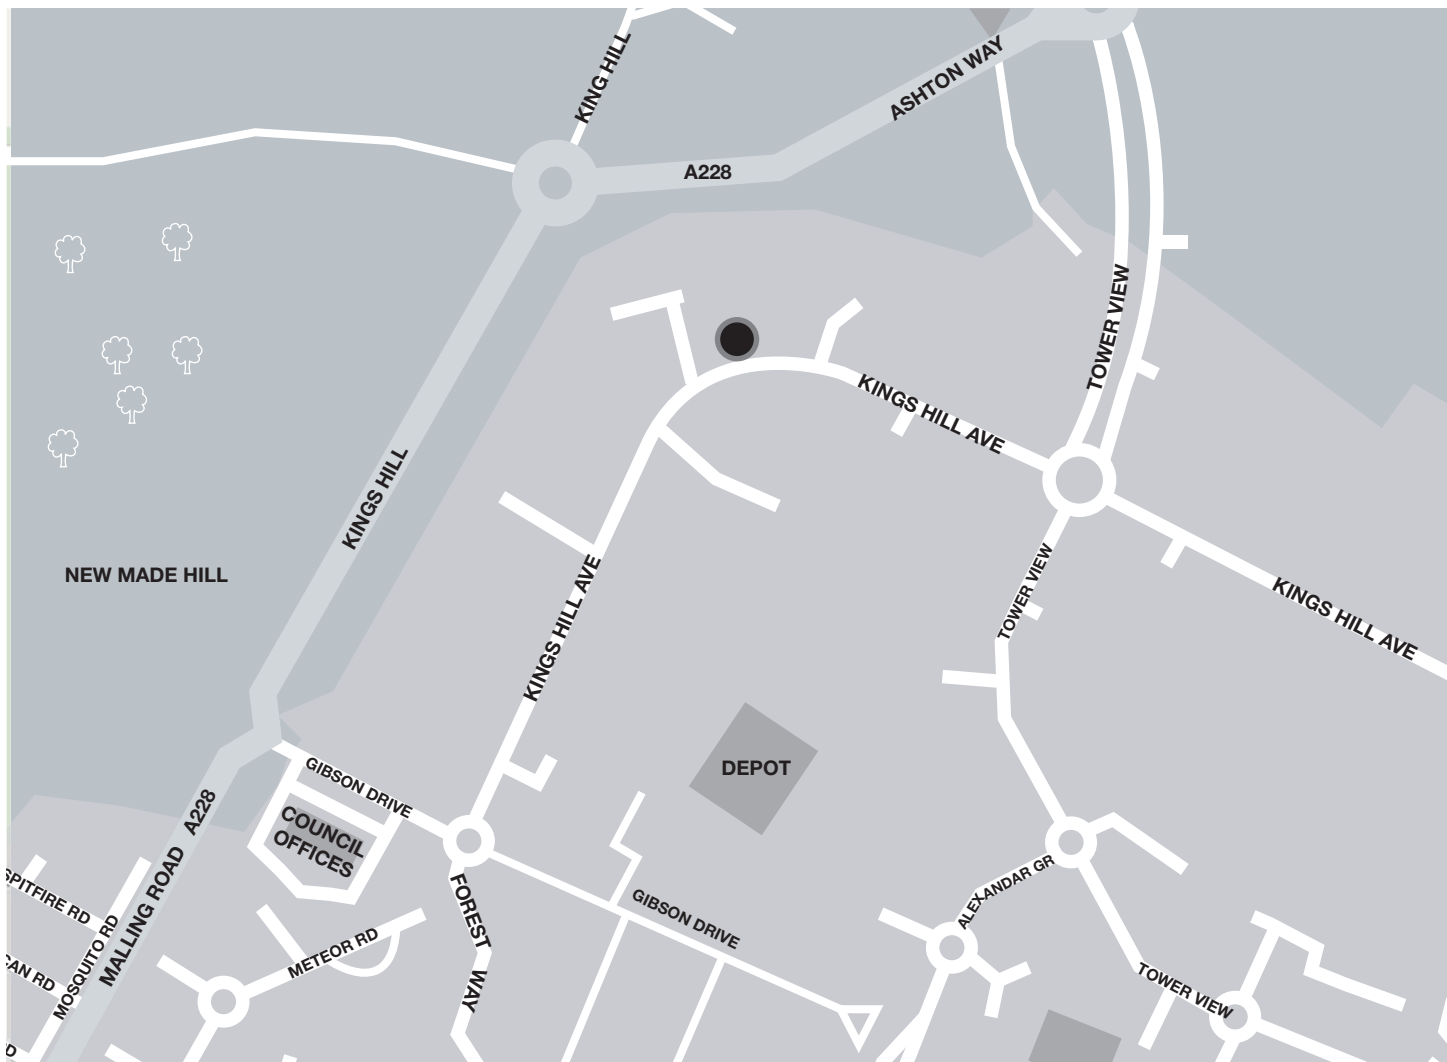 KING HILL
ASHTON WAY
A228
TOWER VIEW
KINGS HILL AVE
KINGS HILL
NEW MADE HILL
KINGS HILL AVE
TOWER VIEW
KINGS HILL AVE
GIBSON DRIVE
DEPOT
A228
COUNCIL
OFFICES
MALLING ROAD
SPITFIRE RD
MOSQUITO RD
CAN RD
METEOR RD
FOREST WAY
GIBSON DRIVE
ALEXANDAR GR
TOWER VIEW
D